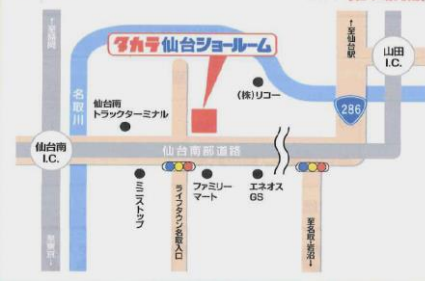 ↑至盛岡
タカラ仙台ショールーム
↑至仙台駅
山田
I.C.
名取川
(株)リコー
286
仙台南
トラックターミナル
仙台南
I.C.
仙台南部道路
ミニストップ
ライフタウン名取入口
ファミリー
マート
エネオス
GS
至名取・岩沼↓